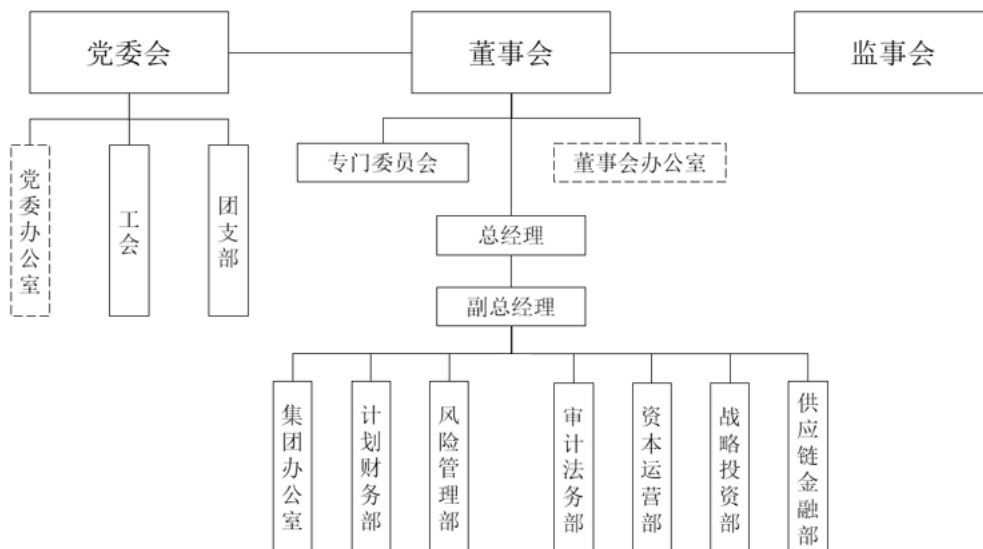 党委会
董事会
监事会
专门委员会
董事会办公室
党委办公室
工会
团支部
总经理
副总经理
集团办公室
计划财务部
风险管理部
审计法务部
资本运营部
战略投资部
供应链金融部